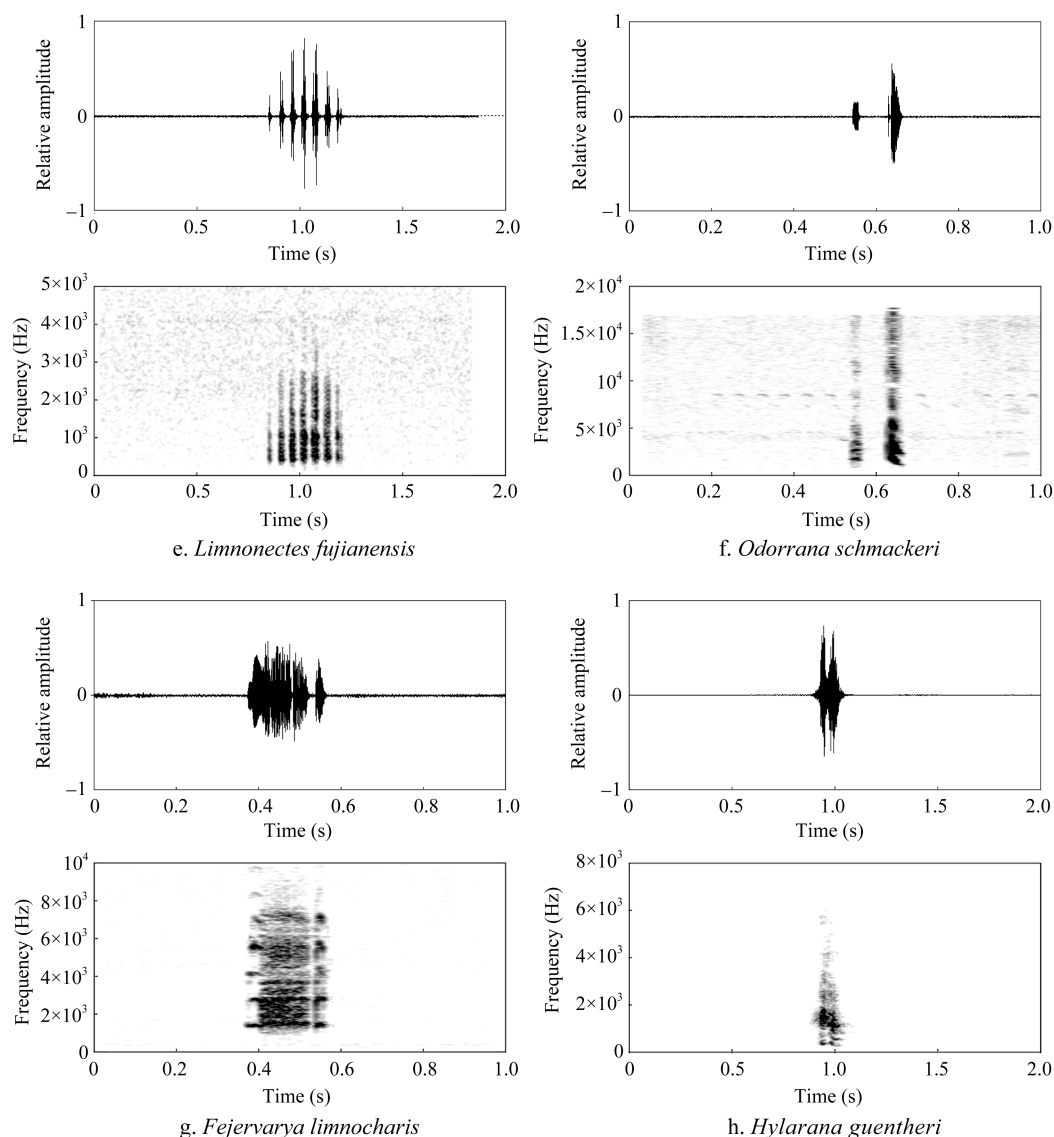 1
0
−1
Relative amplitude
0 0.5 1.0 1.5 2.0
Time (s)
5×10³
4×10³
3×10³
2×10³
10³
0
Frequency (Hz)
0 0.5 1.0 1.5 2.0
Time (s)
e. Limnonectes fujianensis
1
0
−1
Relative amplitude
0 0.2 0.4 0.6 0.8 1.0
Time (s)
2×10⁴
1.5×10⁴
10⁴
5×10³
0
Frequency (Hz)
0 0.2 0.4 0.6 0.8 1.0
Time (s)
f. Odorrana schmackeri
1
0
−1
Relative amplitude
0 0.2 0.4 0.6 0.8 1.0
Time (s)
10⁴
8×10³
6×10³
4×10³
2×10³
0
Frequency (Hz)
0 0.2 0.4 0.6 0.8 1.0
Time (s)
g. Fejervarya limnocharis
1
0
−1
Relative amplitude
0 0.5 1.0 1.5 2.0
Time (s)
8×10³
6×10³
4×10³
2×10³
0
Frequency (Hz)
0 0.5 1.0 1.5 2.0
Time (s)
h. Hylarana guentheri